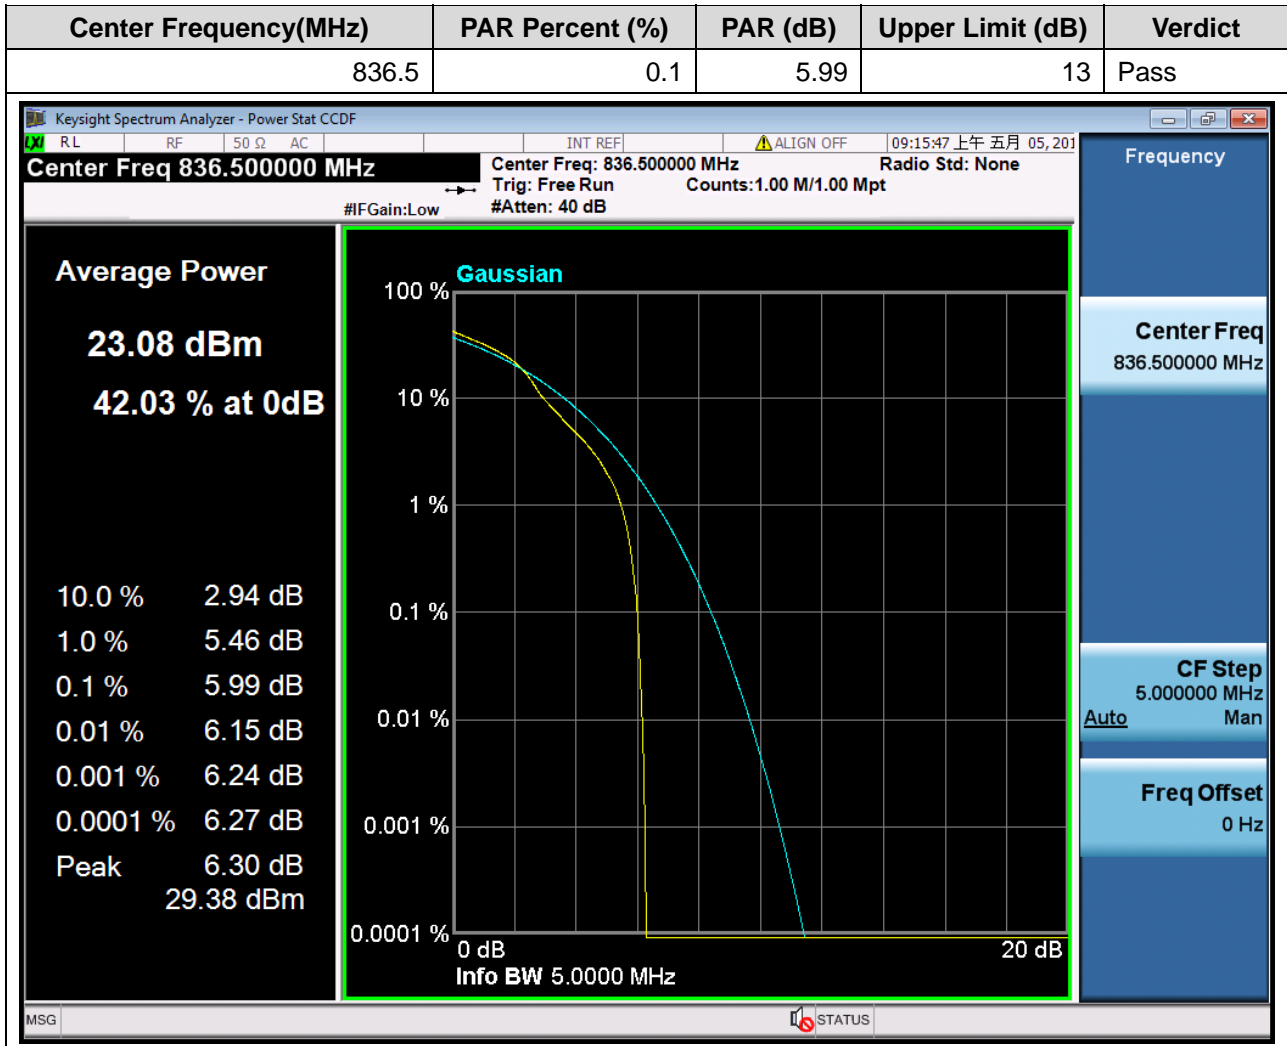 Center Frequency(MHz) PAR Percent (%) PAR (dB) Upper Limit (dB) Verdict
836.5 0.1 5.99 13 Pass
Keysight Spectrum Analyzer - Power Stat CCDF
LXI RL RF 50 Ω AC INT REF ALIGN OFF 09:15:47 上午 五月 05, 201
Center Freq 836.500000 MHz
Center Freq: 836.500000 MHz Radio Std: None
Trig: Free Run Counts:1.00 M/1.00 Mpt
#IFGain:Low #Atten: 40 dB
Average Power
23.08 dBm
42.03 % at 0dB
10.0 % 2.94 dB
1.0 % 5.46 dB
0.1 % 5.99 dB
0.01 % 6.15 dB
0.001 % 6.24 dB
0.0001 % 6.27 dB
Peak 6.30 dB
29.38 dBm
Gaussian
100 %
10 %
1 %
0.1 %
0.01 %
0.001 %
0.0001 %
0 dB 20 dB
Info BW 5.0000 MHz
Frequency
Center Freq
836.500000 MHz
CF Step
5.000000 MHz
Auto Man
Freq Offset
0 Hz
MSG STATUS